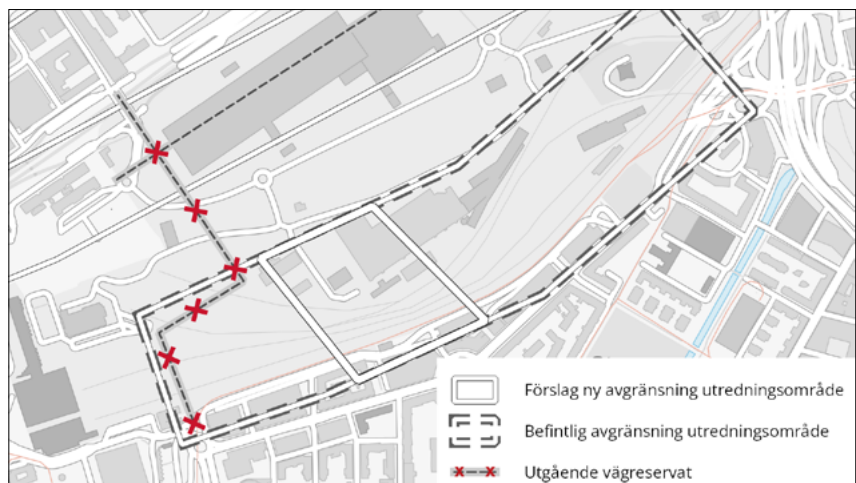 Förslag ny avgränsning utredningsområde
Befintlig avgränsning utredningsområde
Utgående vägreservat